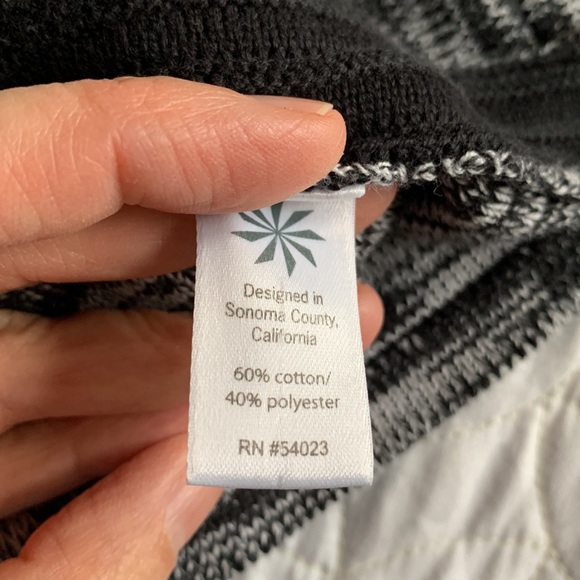 Designed in
Sonoma County,
California
60% cotton/
40% polyester
RN #54023